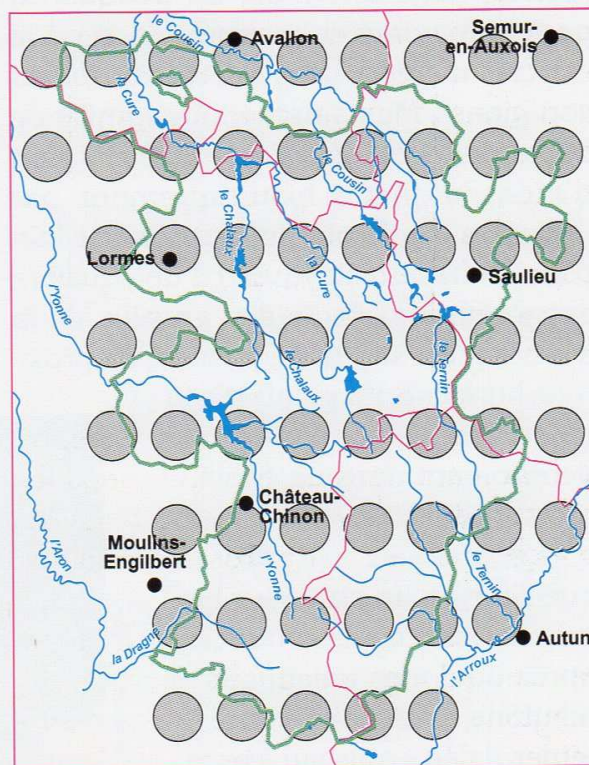 le Cousin
Avallon
Semur-
en-Auxois
la Cure
le Cousin
le Chalaux
Lormes
la Cure
Saulieu
l'Yonne
le Chalaux
le Ternin
Château-
Chinon
Moulins-
Engilbert
l'Aron
l'Yonne
le Ternin
la Dragne
Autun
l'Arroux